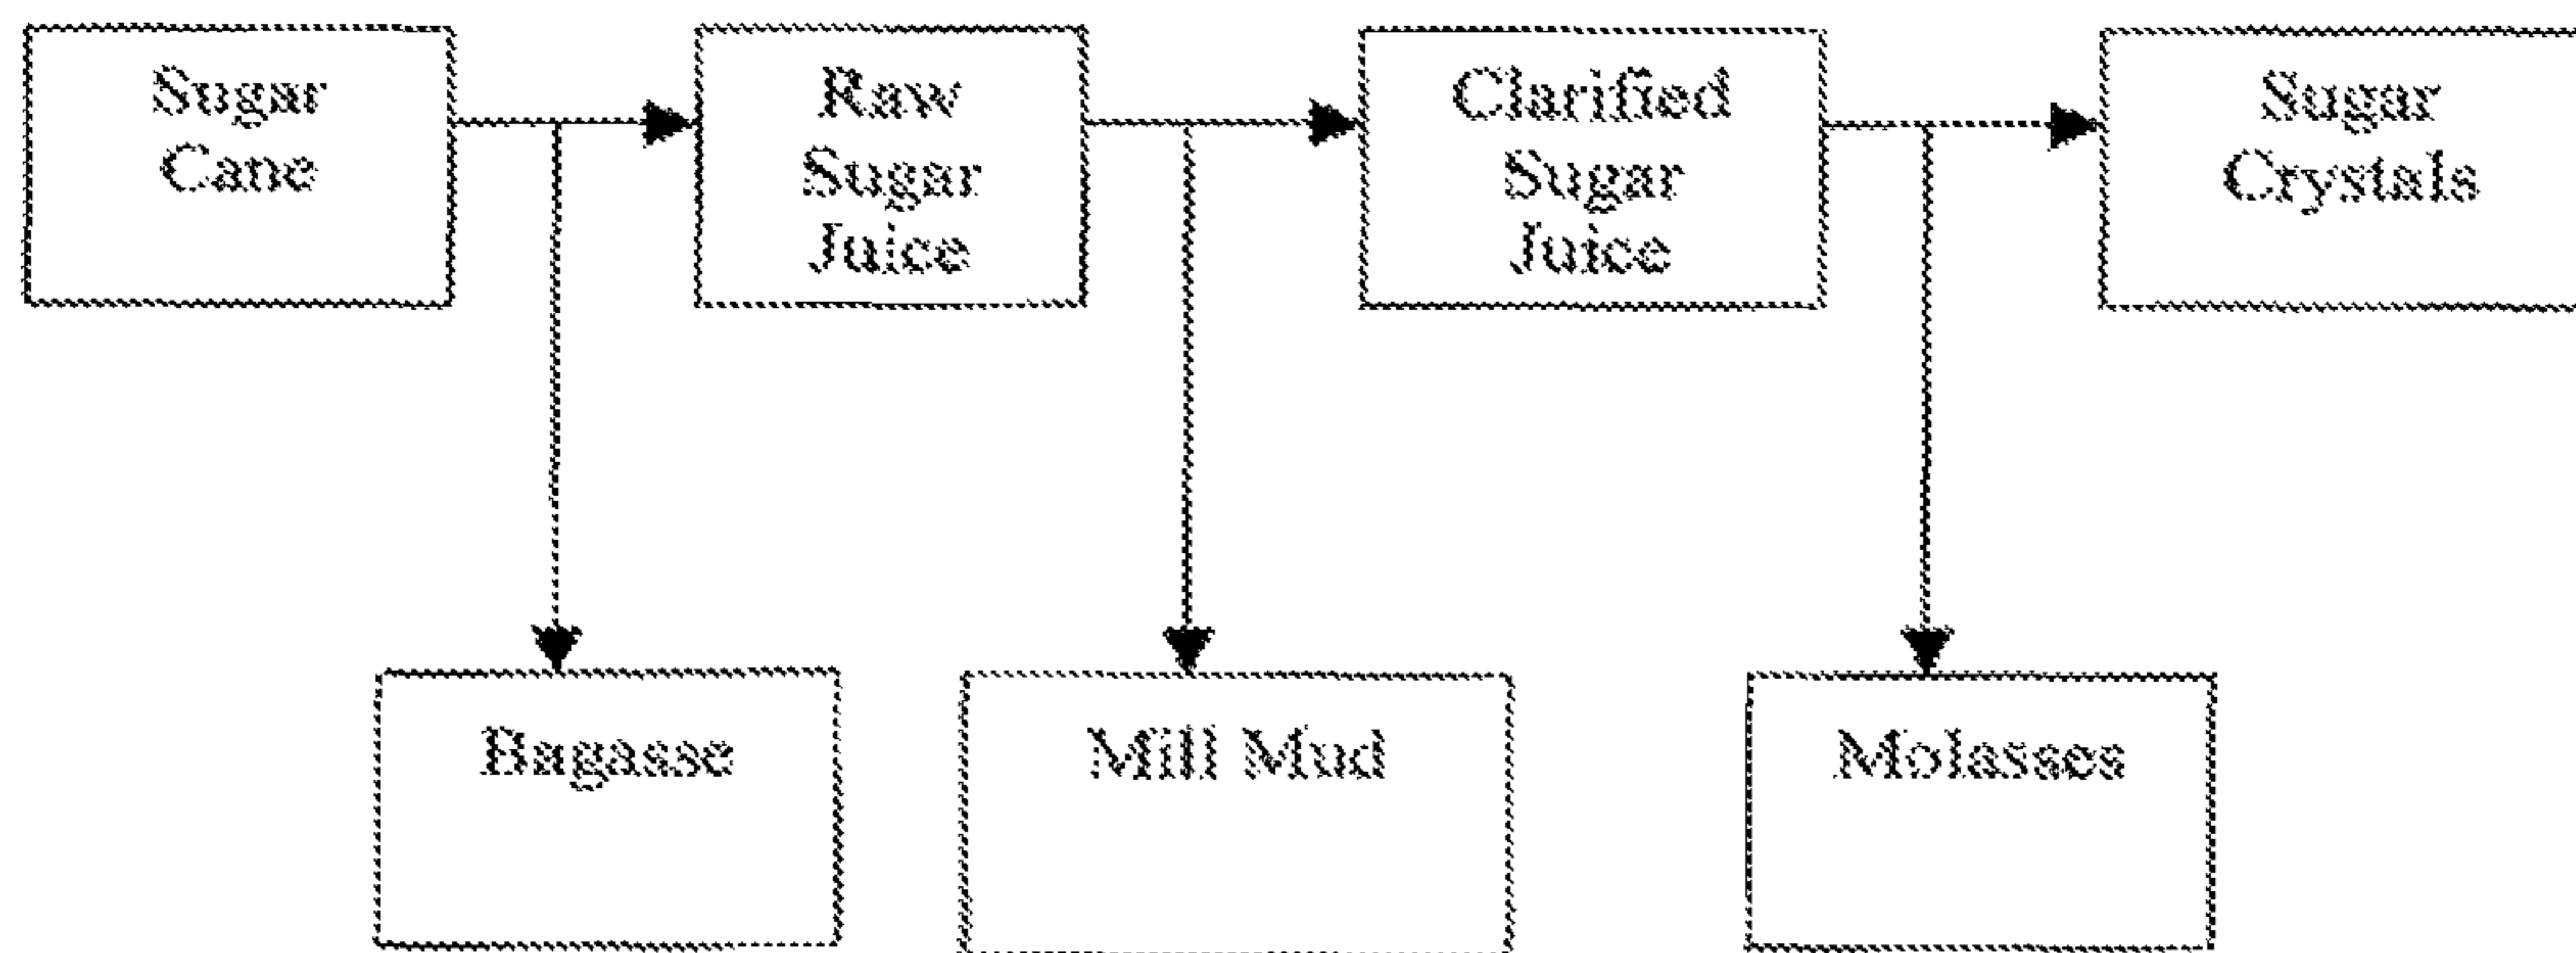 Sugar
Cane
Raw
Sugar
Juice
Clarified
Sugar
Juice
Sugar
Crystals
Bagasse
Mill Mud
Molasses